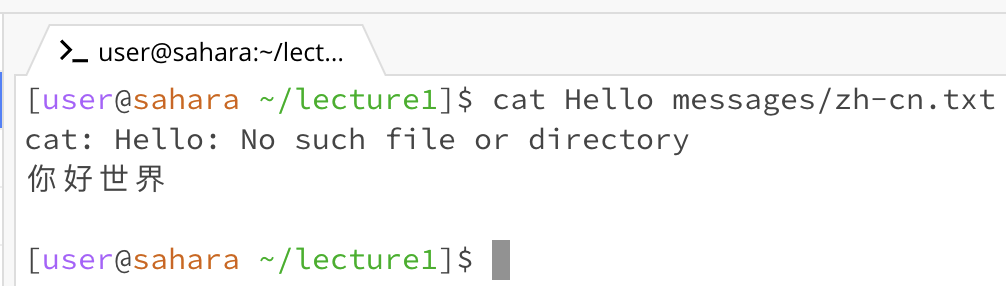 >_ user@sahara:~/lect...
[user@sahara ~/lecture1]$ cat Hello messages/zh-cn.txt
cat: Hello: No such file or directory
你好世界
[user@sahara ~/lecture1]$